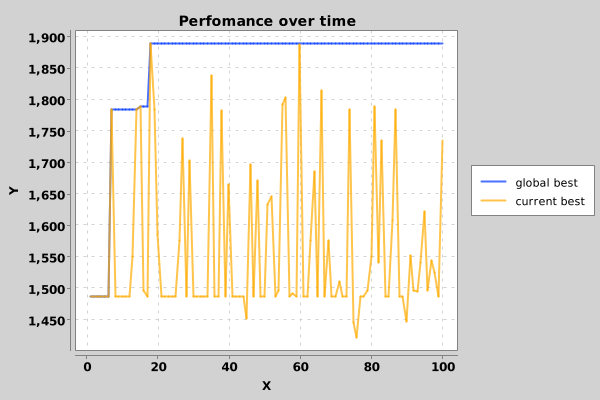 Perfomance over time
1,900
1,850
1,800
1,750
1,700
1,650
1,600
1,550
1,500
1,450
Y
0 20 40 60 80 100
X
global best
current best